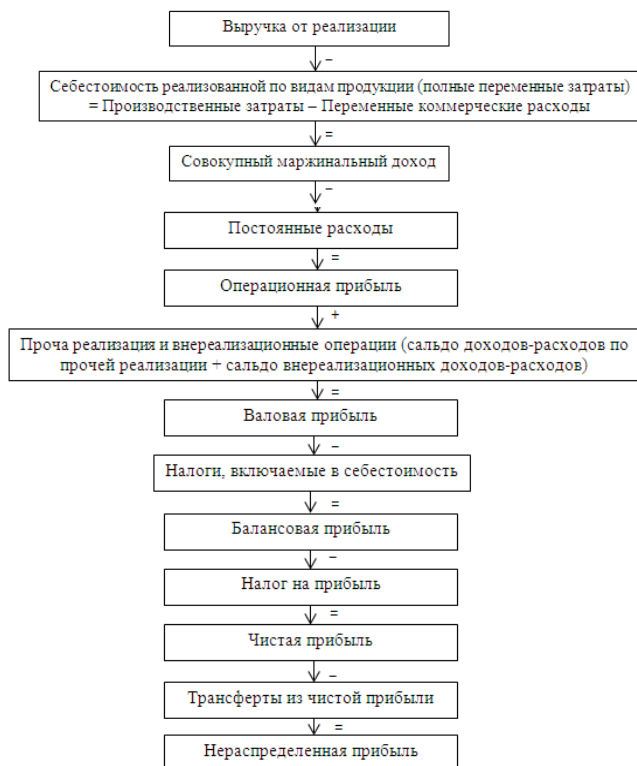 Выручка от реализации
–
Себестоимость реализованной по видам продукции (полные переменные затраты)
= Производственные затраты – Переменные коммерческие расходы
=
Совокупный маржинальный доход
–
Постоянные расходы
=
Операционная прибыль
+
Проча реализация и внереализационные операции (сальдо доходов-расходов по
прочей реализации + сальдо внереализационных доходов-расходов)
=
Валовая прибыль
–
Налоги, включаемые в себестоимость
=
Балансовая прибыль
–
Налог на прибыль
=
Чистая прибыль
–
Трансферты из чистой прибыли
=
Нераспределенная прибыль